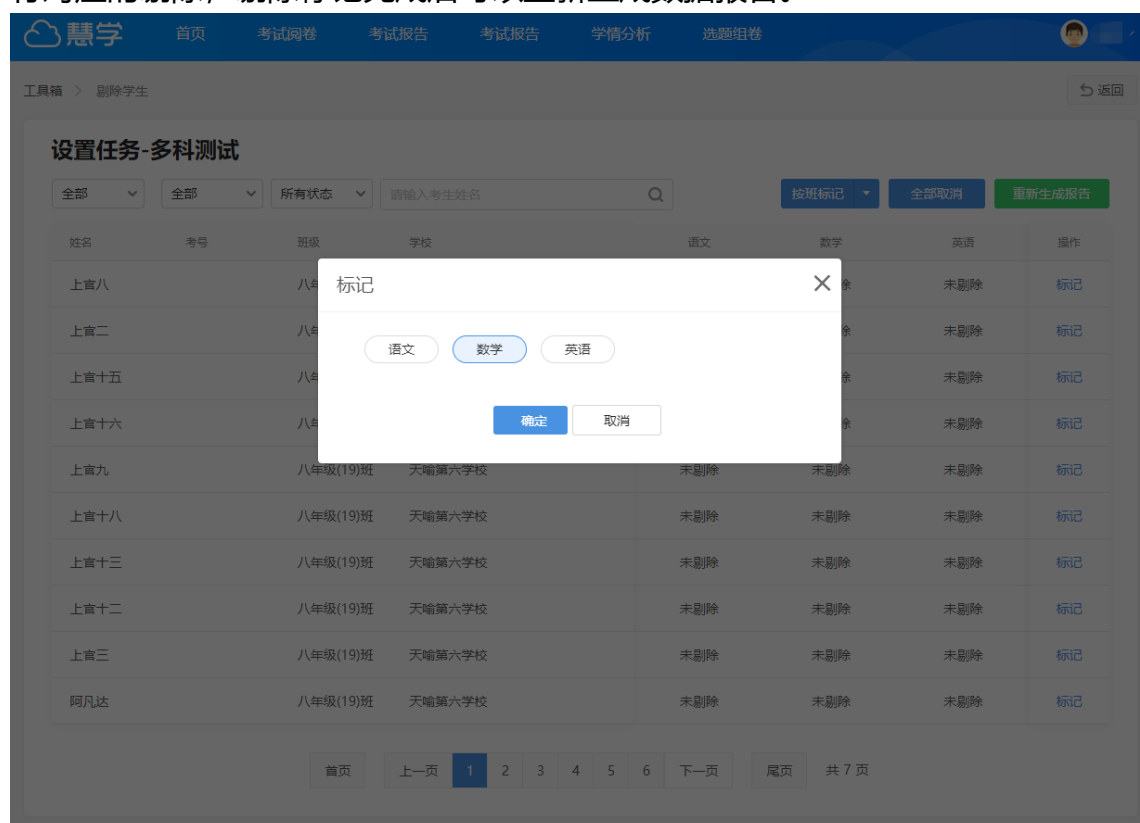 慧学 首页 考试阅卷 考试报告 考试报告 学情分析 选题组卷
工具箱 > 剔除学生 返回
设置任务-多科测试
全部 全部 所有状态 请输入考生姓名 按班标记 全部取消 重新生成报告
姓名 考号 班级 学校 语文 数学 英语 操作
上官八 八年 除 未剔除 标记
标记
上官二 八年 除 未剔除 标记
语文 数学 英语
上官十五 八年 除 未剔除 标记
上官十六 八年 除 未剔除 标记
确定 取消
上官九 八年级(19)班 天喻第六学校 未剔除 未剔除 未剔除 标记
上官十八 八年级(19)班 天喻第六学校 未剔除 未剔除 未剔除 标记
上官十三 八年级(19)班 天喻第六学校 未剔除 未剔除 未剔除 标记
上官十二 八年级(19)班 天喻第六学校 未剔除 未剔除 未剔除 标记
上官三 八年级(19)班 天喻第六学校 未剔除 未剔除 未剔除 标记
阿凡达 八年级(19)班 天喻第六学校 未剔除 未剔除 未剔除 标记
首页 上一页 1 2 3 4 5 6 下一页 尾页 共 7 页